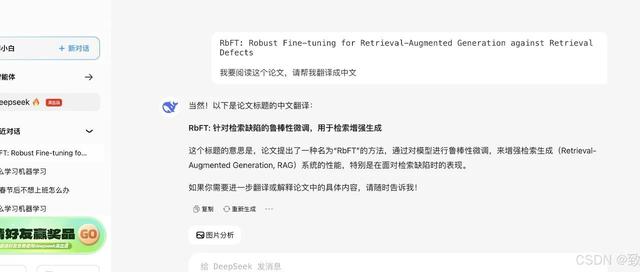 小白
+ 新对话
RbFT: Robust Fine-tuning for Retrieval-Augmented Generation against Retrieval
Defects
我要阅读这个论文，请帮我翻译成中文
能体
Deepseek
近对话
FT: Robust Fine-tuning for
么学习机器学习
春节后不想上班怎么办
么学习机器学习
请好友赢奖品 GO
当然！以下是论文标题的中文翻译：
RbFT: 针对检索缺陷的鲁棒性微调，用于检索增强生成
这个标题的意思是，论文提出了一种名为“RbFT”的方法，通过对模型进行鲁棒性微调，来增强检索生成（Retrieval-
Augmented Generation, RAG）系统的性能，特别是在面对检索缺陷时的表现。
如果你需要进一步翻译或解释论文中的具体内容，请随时告诉我！
复制 重新生成 ···
图片分析
给 DeepSeek 发消息
CSDN @致